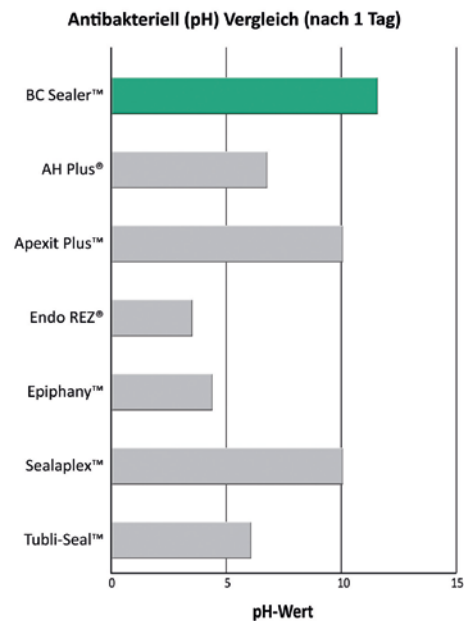 Antibakteriell (pH) Vergleich (nach 1 Tag)
BC Sealer™
AH Plus®
Apexit Plus™
Endo REZ®
Epiphany™
Sealaplex™
Tubli-Seal™
0 5 10 15
pH-Wert